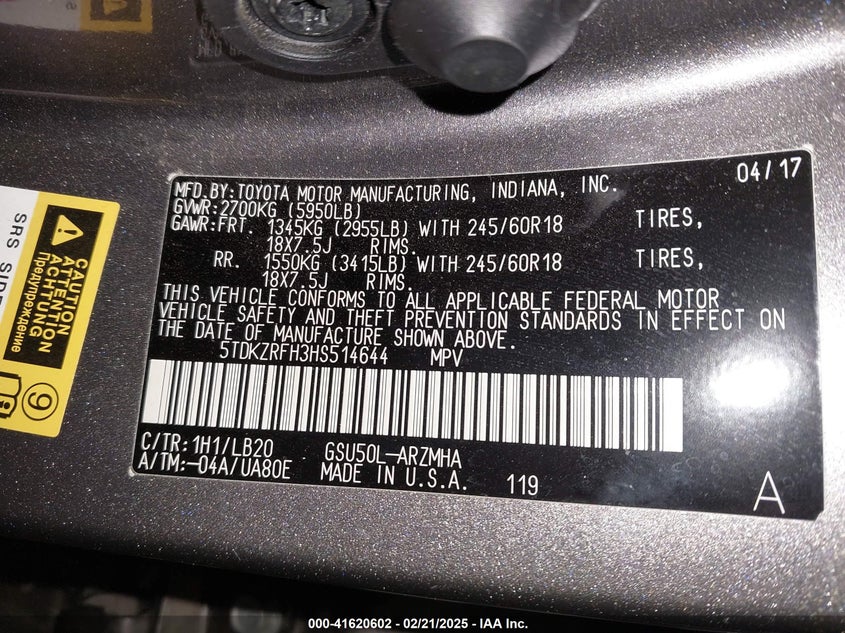 MFD.BY:TOYOTA MOTOR MANUFACTURING, INDIANA, INC. 04/17
GVWR:2700KG (5950LB)
GAWR:FRT. 1345KG (2955LB) WITH 245/60R18 TIRES,
18X7.5J RIMS.
RR. 1550KG (3415LB) WITH 245/60R18 TIRES,
18X7.5J RIMS.
THIS VEHICLE CONFORMS TO ALL APPLICABLE FEDERAL MOTOR
VEHICLE SAFETY AND THEFT PREVENTION STANDARDS IN EFFECT ON
THE DATE OF MANUFACTURE SHOWN ABOVE.
5TDKZRFH3HS514644 MPV
C/TR:1H1/LB20 GSU50L-ARZMHA
A/TM:-04A/UA80E MADE IN U.S.A. 119
A
CAUTION
ATTENTION
ACHTUNG
Предупреждение
SRS SIDE
9
000-41620602 - 02/21/2025 - IAA Inc.